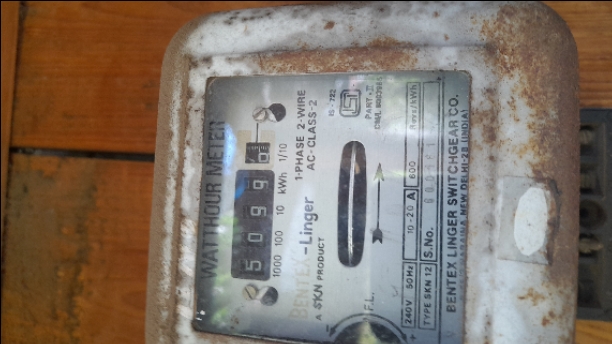 WATTHOUR METER
5099
1000 100 10 kWh 1/10
BENTEX-Linger
A SKN PRODUCT
1-PHASE 2-WIRE
AC-CLASS-2
IS-722
PART-II
F.L.
240V 50Hz 10-20 A 600 Revs/kWh
TYPE SKN 12 S.No.
BENTEX LINGER SWITCHGEAR CO.
NEW DELHI-28 (INDIA)